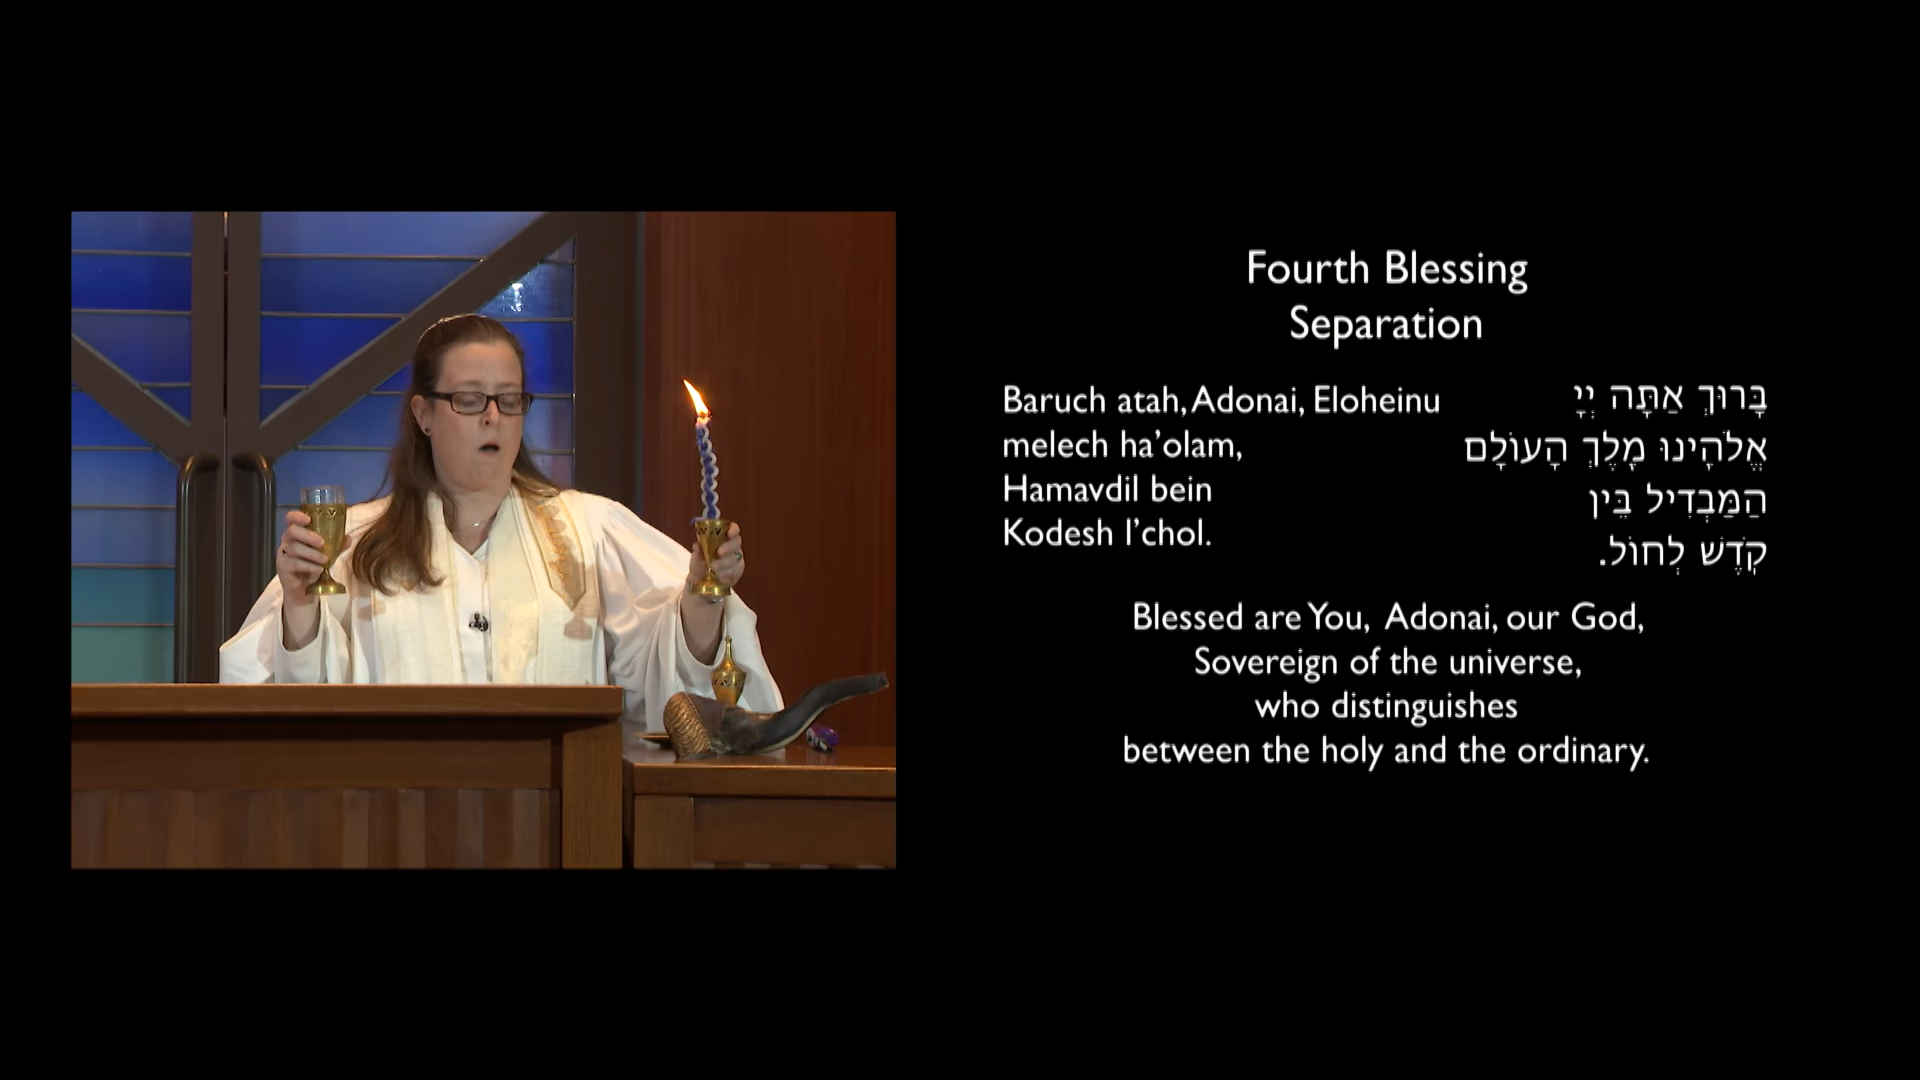 Fourth Blessing
Separation
Baruch atah, Adonai, Eloheinu
melech ha’olam,
Hamavdil bein
Kodesh l’chol.
בָּרוּךְ אַתָּה יְיָ
אֱלֹהֵֽינוּ מֶֽלֶךְ הָעוֹלָם
הַמַּבְדִּיל בֵּין
קֹֽדֶשׁ לְחוֹל.
Blessed are You, Adonai, our God,
Sovereign of the universe,
who distinguishes
between the holy and the ordinary.